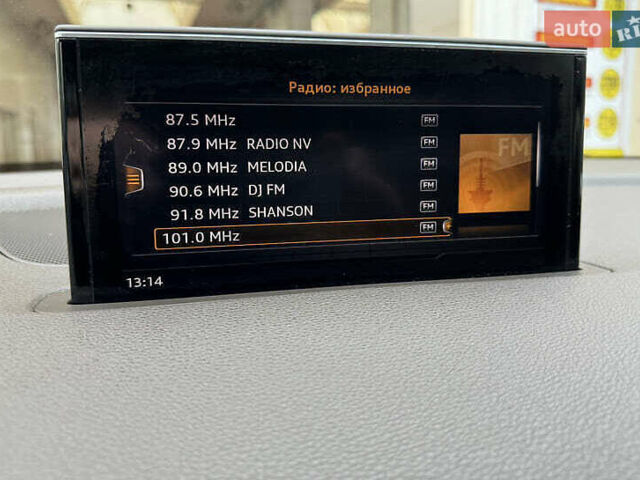 auto RIA
Радио: избранное
87.5 MHz FM
87.9 MHz RADIO NV FM
89.0 MHz MELODIA FM
90.6 MHz DJ FM FM
91.8 MHz SHANSON FM
101.0 MHz FM
FM
13:14